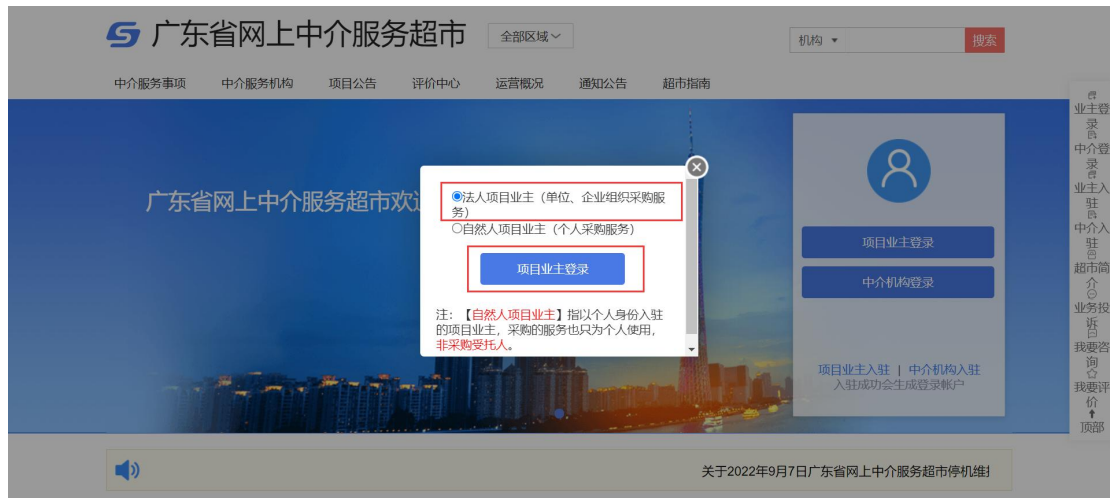 广东省网上中介服务超市
全部区域
机构
搜索
中介服务事项 中介服务机构 项目公告 评价中心 运营概况 通知公告 超市指南
广东省网上中介服务超市欢
法人项目业主（单位、企业组织采购服
务）
自然人项目业主（个人采购服务）
项目业主登录
注：【自然人项目业主】指以个人身份入驻
的项目业主，采购的服务也只为个人使用，
非采购受托人。
项目业主登录
中介机构登录
项目业主入驻 | 中介机构入驻
入驻成功会生成登录帐户
业主登
录
中介登
录
业主入
驻
中介入
驻
超市简
介
业务投
诉
我要咨
询
我要评
价
顶部
关于2022年9月7日广东省网上中介服务超市停机维